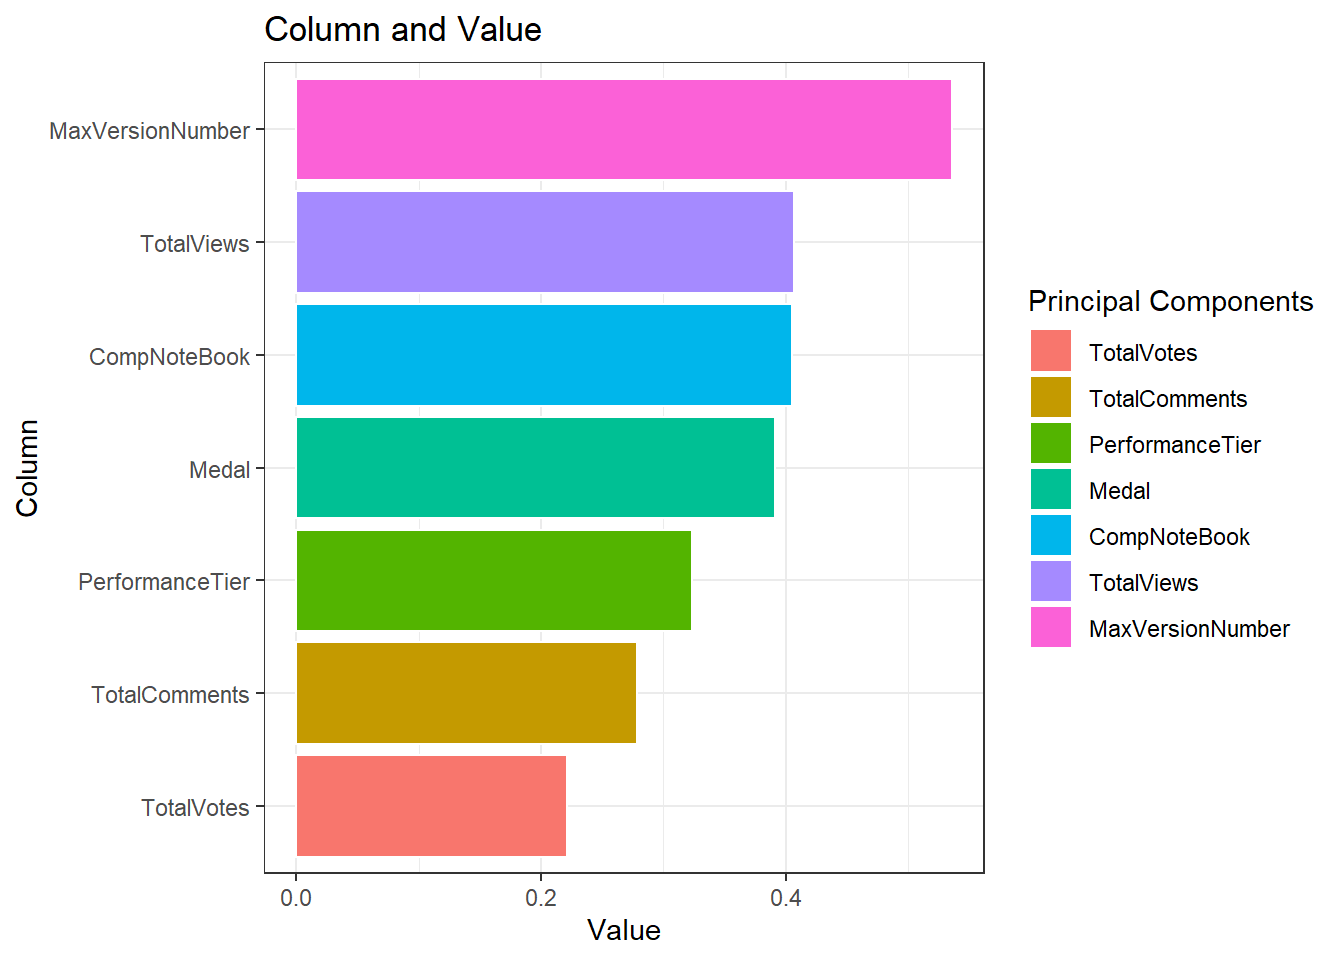 Column and Value
MaxVersionNumber
TotalViews
CompNoteBook
Medal
PerformanceTier
TotalComments
TotalVotes
Column
0.0 0.2 0.4
Value
Principal Components
TotalVotes
TotalComments
PerformanceTier
Medal
CompNoteBook
TotalViews
MaxVersionNumber